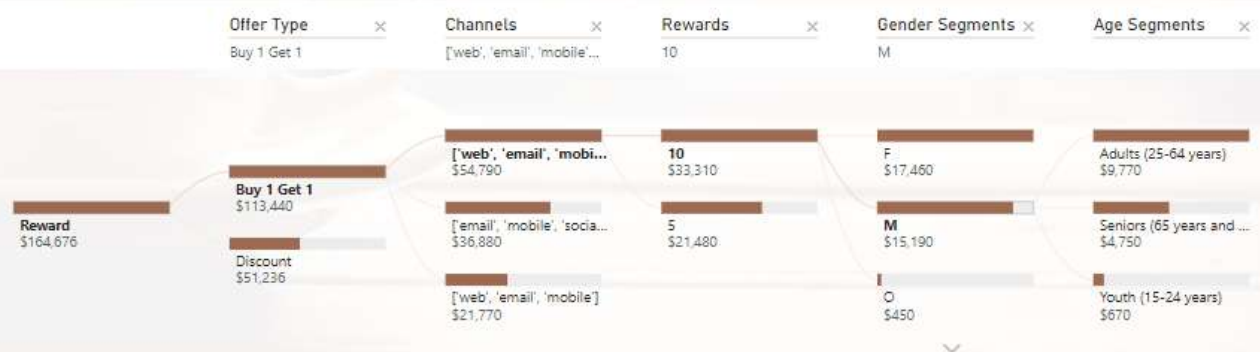 Offer Type ×
Buy 1 Get 1
Channels ×
['web', 'email', 'mobile'...
Rewards ×
10
Gender Segments ×
M
Age Segments ×
Reward
$164,676
Buy 1 Get 1
$113,440
Discount
$51,236
['web', 'email', 'mobi...
$54,790
['email', 'mobile', 'socia...
$36,880
['web', 'email', 'mobile']
$21,770
10
$33,310
5
$21,480
F
$17,460
M
$15,190
O
$450
Adults (25-64 years)
$9,770
Seniors (65 years and ...
$4,750
Youth (15-24 years)
$670